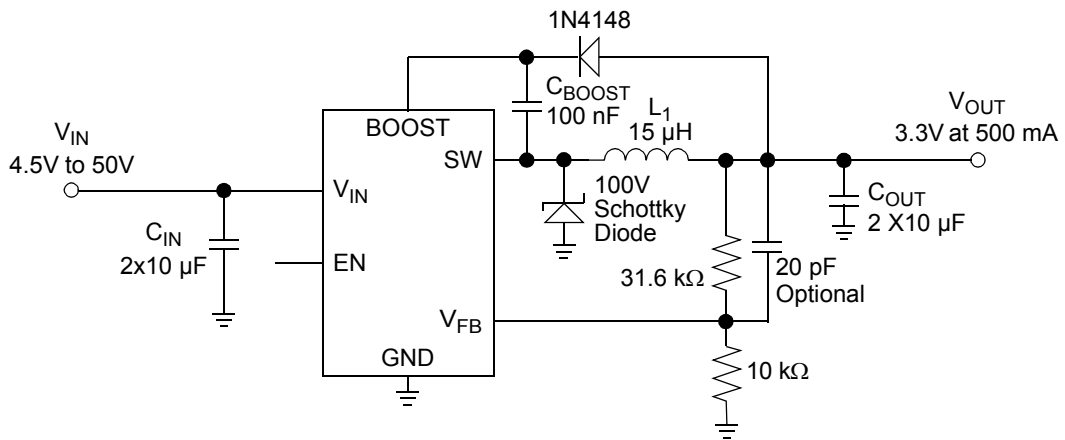 1N4148
C_BOOST
100 nF
L_1
15 µH
V_OUT
3.3V at 500 mA
V_IN
4.5V to 50V
BOOST
SW
V_IN
100V
Schottky
Diode
C_OUT
2 X10 µF
C_IN
2x10 µF
EN
31.6 kΩ
20 pF
Optional
V_FB
GND
10 kΩ